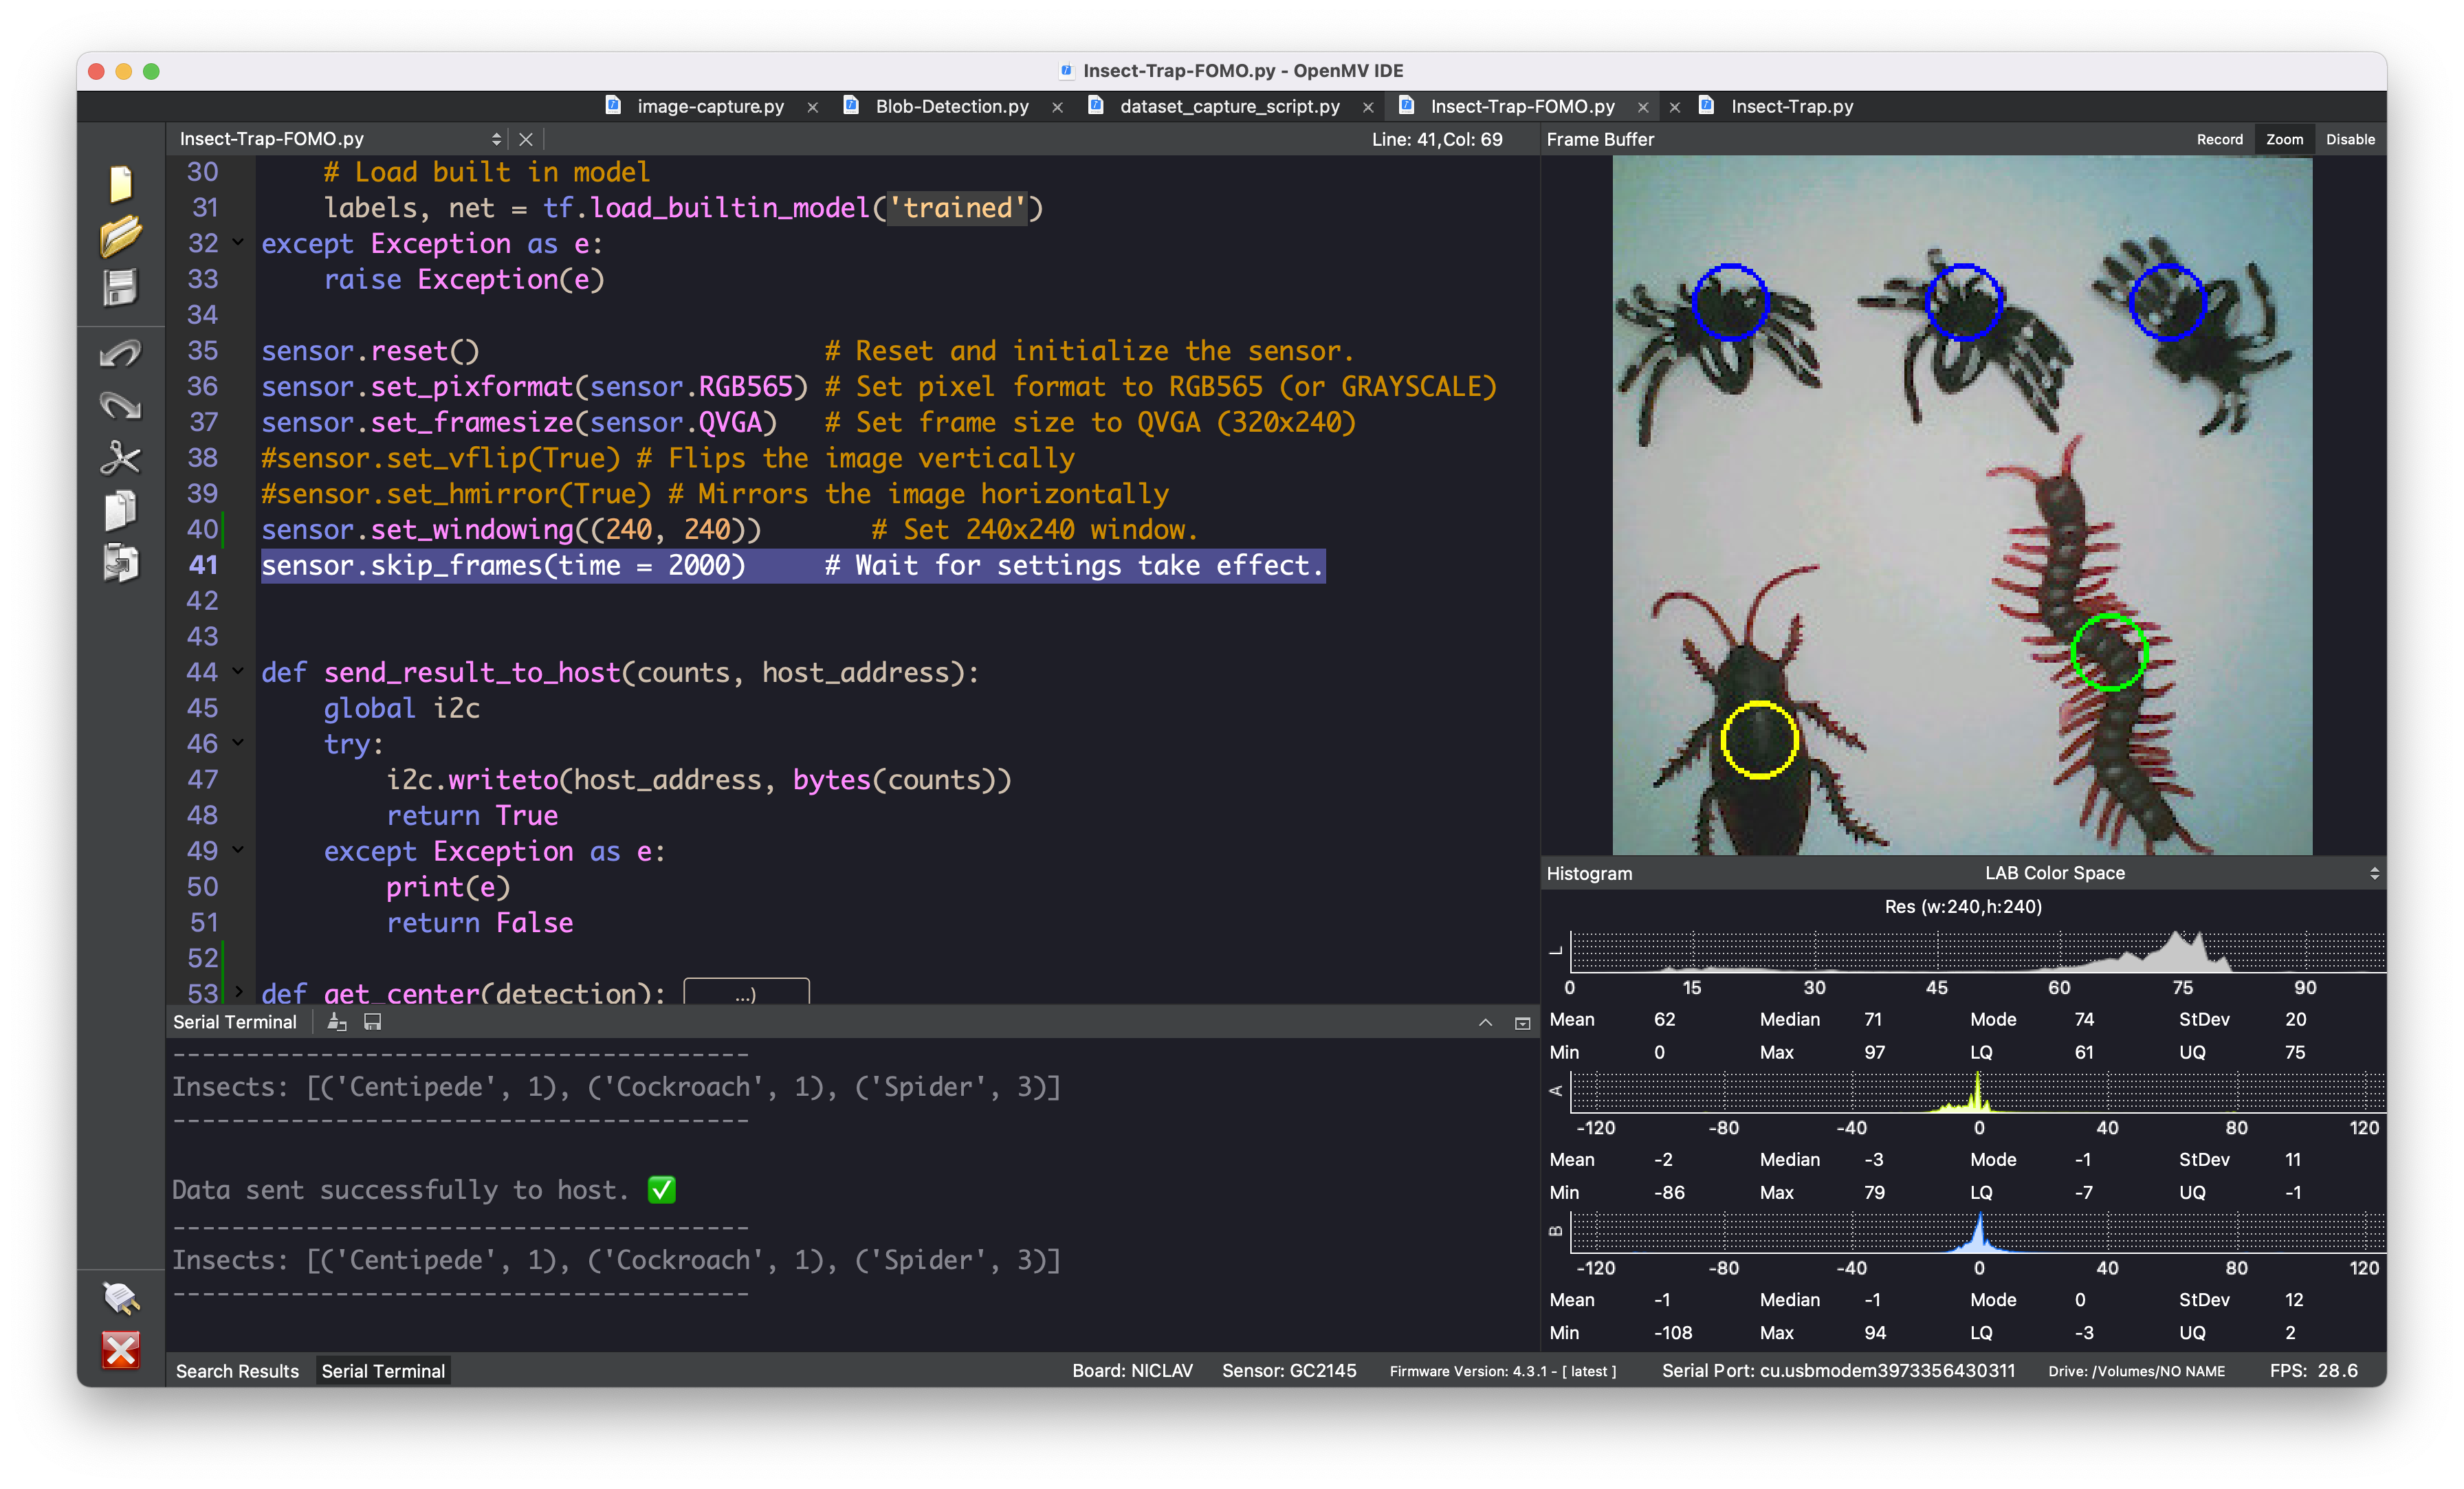 Insect-Trap-FOMO.py - OpenMV IDE
image-capture.py
Blob-Detection.py
dataset_capture_script.py
Insect-Trap-FOMO.py
Insect-Trap.py
Insect-Trap-FOMO.py
Line: 41,Col: 69
30     # Load built in model
31     labels, net = tf.load_builtin_model('trained')
32 except Exception as e:
33     raise Exception(e)
34
35 sensor.reset()                      # Reset and initialize the sensor.
36 sensor.set_pixformat(sensor.RGB565) # Set pixel format to RGB565 (or GRAYSCALE)
37 sensor.set_framesize(sensor.QVGA)   # Set frame size to QVGA (320x240)
38 #sensor.set_vflip(True) # Flips the image vertically
39 #sensor.set_hmirror(True) # Mirrors the image horizontally
40 sensor.set_windowing((240, 240))       # Set 240x240 window.
41 sensor.skip_frames(time = 2000)     # Wait for settings take effect.
42
43
44 def send_result_to_host(counts, host_address):
45     global i2c
46     try:
47         i2c.writeto(host_address, bytes(counts))
48         return True
49     except Exception as e:
50         print(e)
51         return False
52
53 def get_center(detection): ...)
Serial Terminal
---------------------------------------
Insects: [('Centipede', 1), ('Cockroach', 1), ('Spider', 3)]
---------------------------------------
Data sent successfully to host. ✅
---------------------------------------
Insects: [('Centipede', 1), ('Cockroach', 1), ('Spider', 3)]
---------------------------------------
Frame Buffer
Record Zoom Disable
Histogram
LAB Color Space
Res (w:240,h:240)
L
0 15 30 45 60 75 90
Mean 62 Median 71 Mode 74 StDev 20
Min 0 Max 97 LQ 61 UQ 75
A
-120 -80 -40 0 40 80 120
Mean -2 Median -3 Mode -1 StDev 11
Min -86 Max 79 LQ -7 UQ -1
B
-120 -80 -40 0 40 80 120
Mean -1 Median -1 Mode 0 StDev 12
Min -108 Max 94 LQ -3 UQ 2
Search Results
Serial Terminal
Board: NICLAV
Sensor: GC2145
Firmware Version: 4.3.1 - [ latest ]
Serial Port: cu.usbmodem3973356430311
Drive: /Volumes/NO NAME
FPS: 28.6